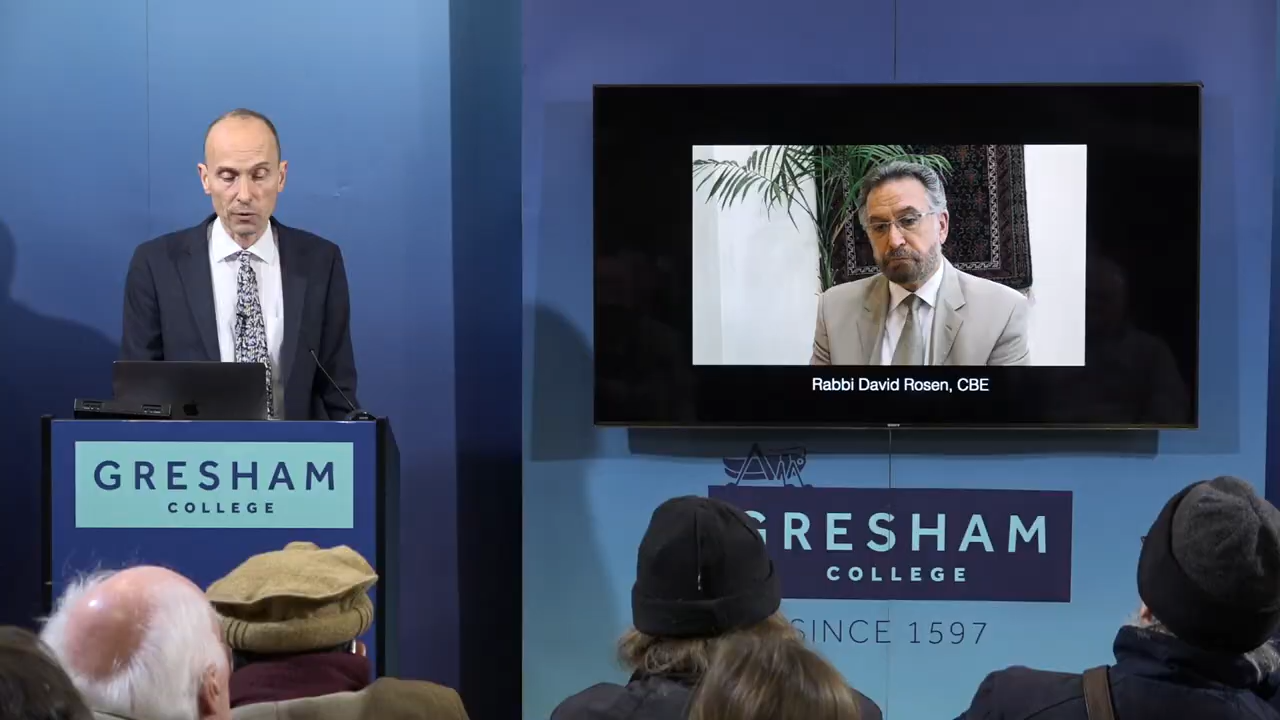 GRESHAM
COLLEGE
Rabbi David Rosen, CBE
GRESHAM
COLLEGE
SINCE 1597